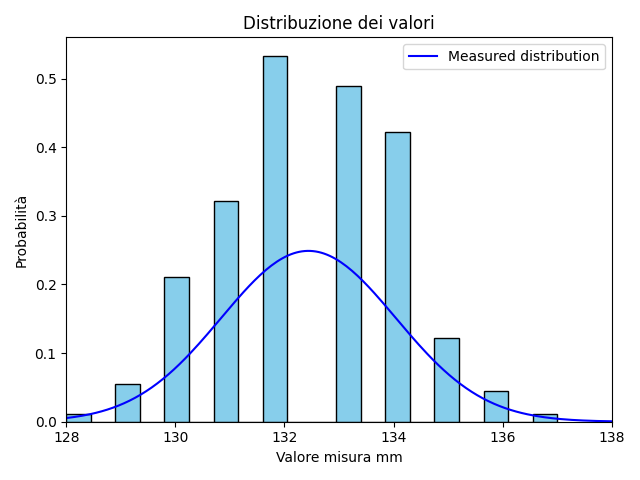 Distribuzione dei valori
Measured distribution
Probabilità
0.5
0.4
0.3
0.2
0.1
0.0
128 130 132 134 136 138
Valore misura mm